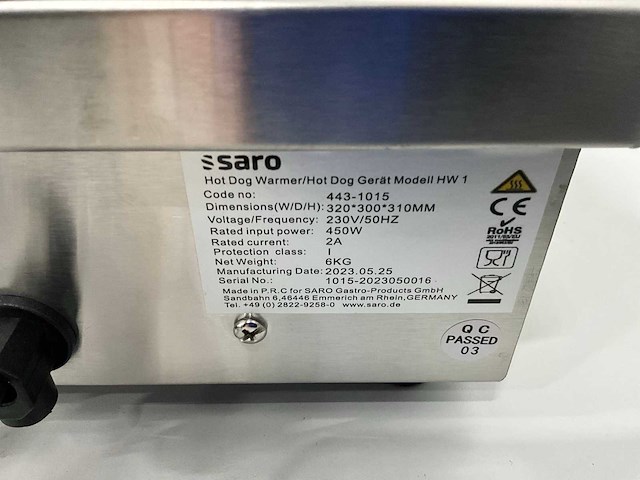 saro
Hot Dog Warmer/Hot Dog Gerät Modell HW 1
Code no: 443-1015
Dimensions(W/D/H): 320*300*310MM
Voltage/Frequency: 230V/50HZ
Rated input power: 450W
Rated current: 2A
Protection class: I
Net Weight: 6KG
Manufacturing Date: 2023.05.25
Serial No.: 1015-2023050016
Made in P.R.C for SARO Gastro-Products GmbH
Sandbahn 6,46446 Emmerich am Rhein,GERMANY
Tel. +49 (0) 2822-9258-0 www.saro.de
CE
RoHS
QC
PASSED
03